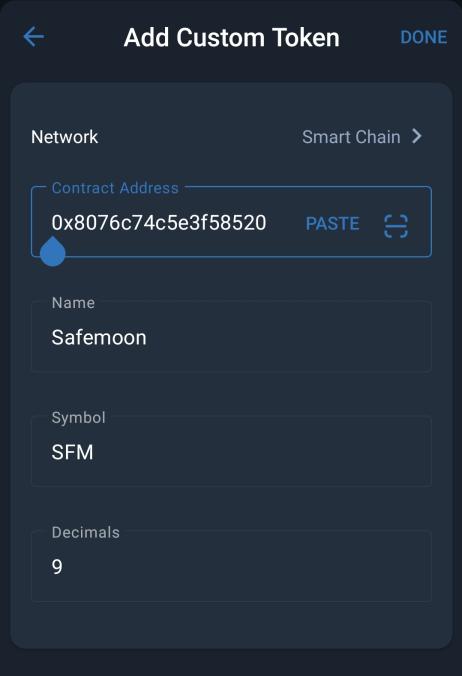 Add Custom Token DONE
Network Smart Chain
Contract Address
0x8076c74c5e3f58520 PASTE
Name
Safemoon
Symbol
SFM
Decimals
9